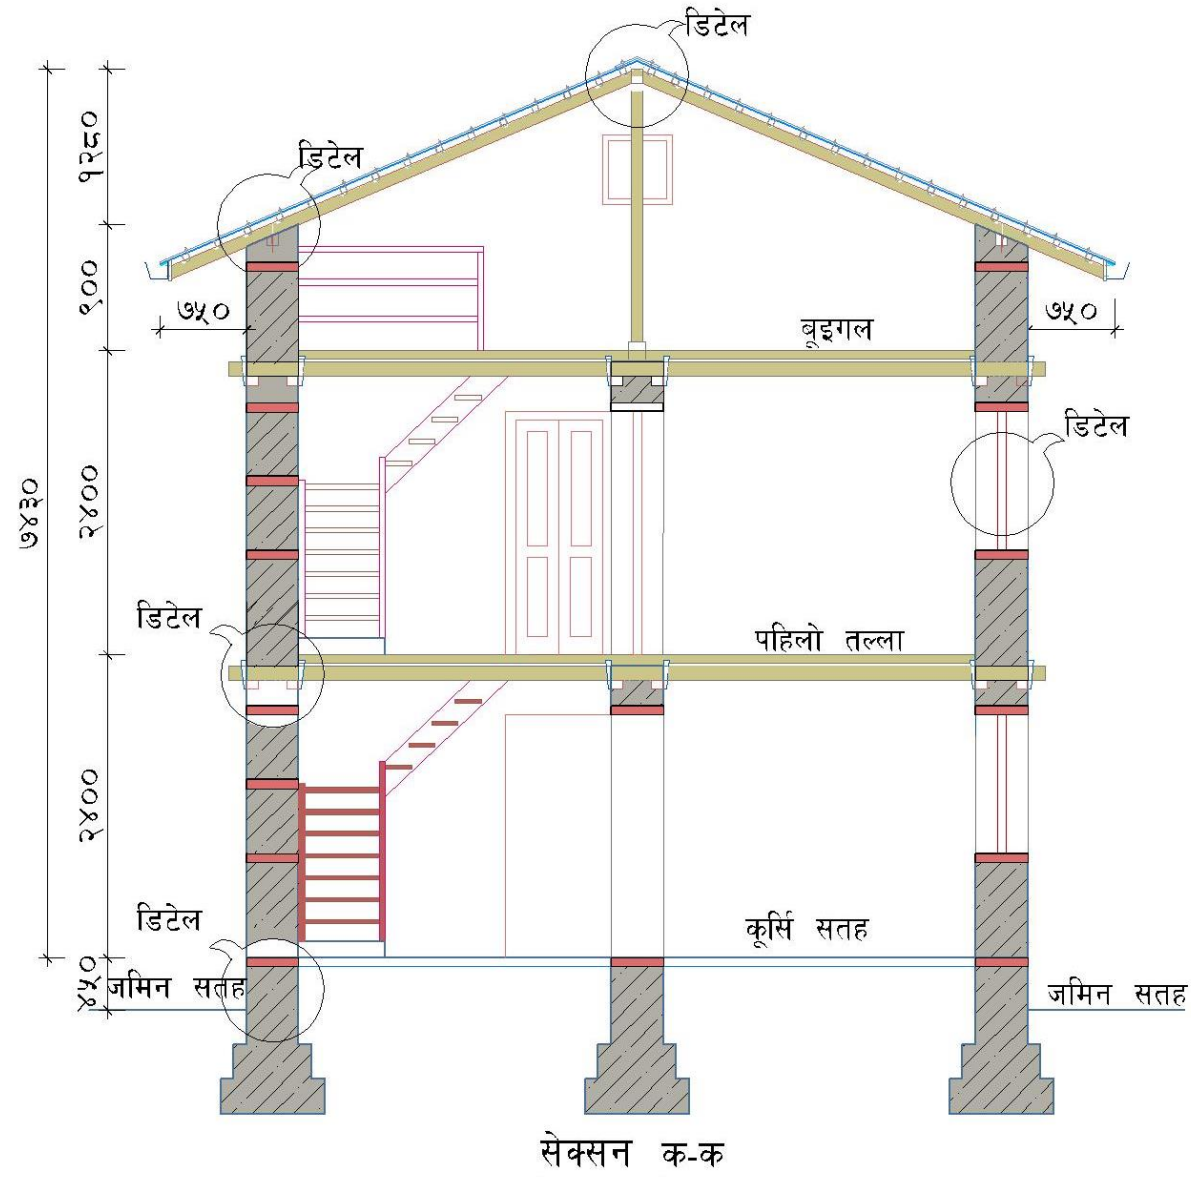 डिटेल
डिटेल
१२८०
९००
७५०
७५०
बूइगल
डिटेल
२४००
७४३०
डिटेल
पहिलो तल्ला
२४००
डिटेल
कूर्सि सतह
४५०
जमिन सतह
जमिन सतह
सेक्सन क-क